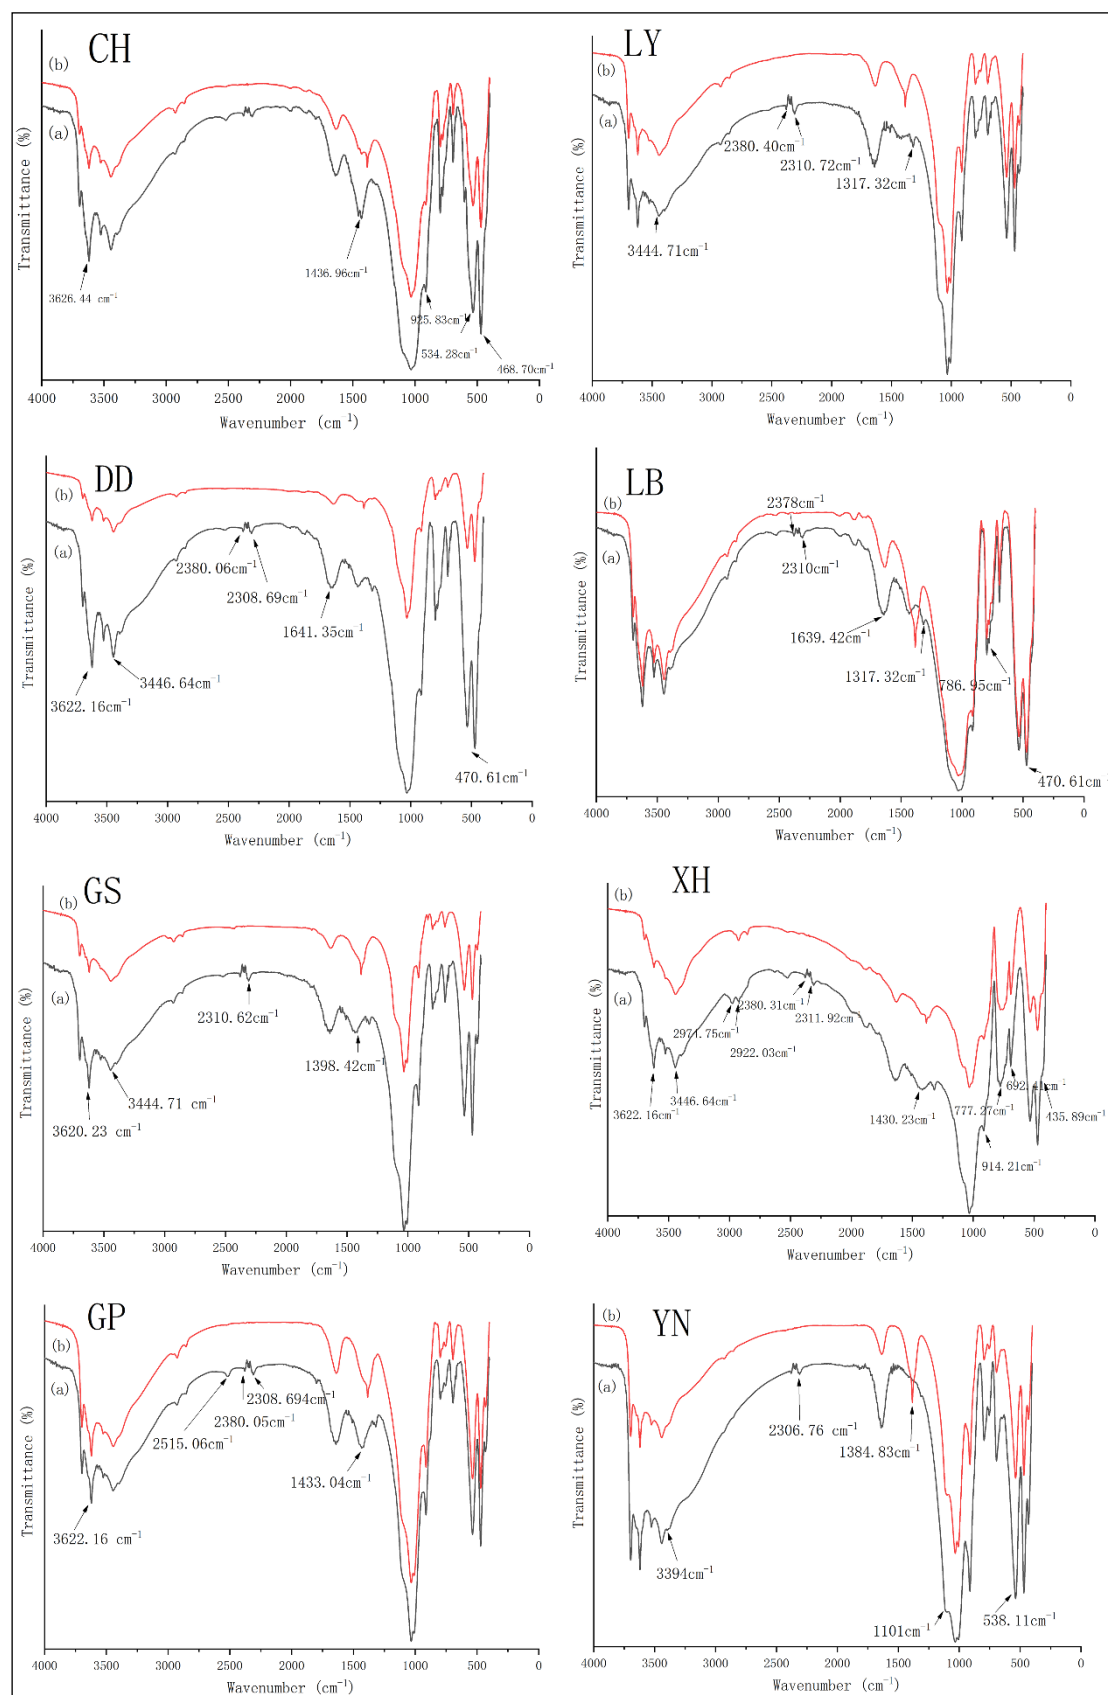 CH
(b)
(a)
Transmittance (%)
3626.44 cm⁻¹
1436.96cm⁻¹
925.83cm⁻¹
534.28cm⁻¹
468.70cm⁻¹
4000 3500 3000 2500 2000 1500 1000 500 0
Wavenumber (cm⁻¹)
LY
(b)
(a)
Transmittance (%)
2380.40cm⁻¹
2310.72cm⁻¹
1317.32cm⁻¹
3444.71cm⁻¹
4000 3500 3000 2500 2000 1500 1000 500 0
Wavenumber (cm⁻¹)
DD
(b)
(a)
Transmittance (%)
2380.06cm⁻¹
2308.69cm⁻¹
1641.35cm⁻¹
3446.64cm⁻¹
3622.16cm⁻¹
470.61cm⁻¹
4000 3500 3000 2500 2000 1500 1000 500 0
Wavenumber (cm⁻¹)
LB
(b)
(a)
Transmittance (%)
2378cm⁻¹
2310cm⁻¹
1639.42cm⁻¹
1317.32cm⁻¹
786.95cm⁻¹
470.61cm⁻¹
4000 3500 3000 2500 2000 1500 1000 500 0
Wavenumber (cm⁻¹)
GS
(b)
(a)
Transmittance (%)
2310.62cm⁻¹
1398.42cm⁻¹
3444.71 cm⁻¹
3620.23 cm⁻¹
4000 3500 3000 2500 2000 1500 1000 500 0
Wavenumber (cm⁻¹)
XH
(b)
(a)
Transmittance (%)
2380.31cm⁻¹
2311.92cm
2974.75cm⁻¹
2922.03cm⁻¹
3622.16cm⁻¹
3446.64cm⁻¹
1430.23cm⁻¹
777.27cm⁻¹
692.41cm⁻¹
435.89cm⁻¹
914.21cm⁻¹
4000 3500 3000 2500 2000 1500 1000 500 0
Wavenumber (cm⁻¹)
GP
(b)
(a)
Transmittance (%)
2308.694cm⁻¹
2380.05cm⁻¹
2515.06cm⁻¹
1433.04cm⁻¹
3622.16 cm⁻¹
4000 3500 3000 2500 2000 1500 1000 500 0
Wavenumber (cm⁻¹)
YN
(b)
(a)
Transmittance (%)
2306.76 cm⁻¹
1384.83cm⁻¹
3394cm⁻¹
1101cm⁻¹
538.11cm⁻¹
4000 3500 3000 2500 2000 1500 1000 500 0
Wavenumber (cm⁻¹)